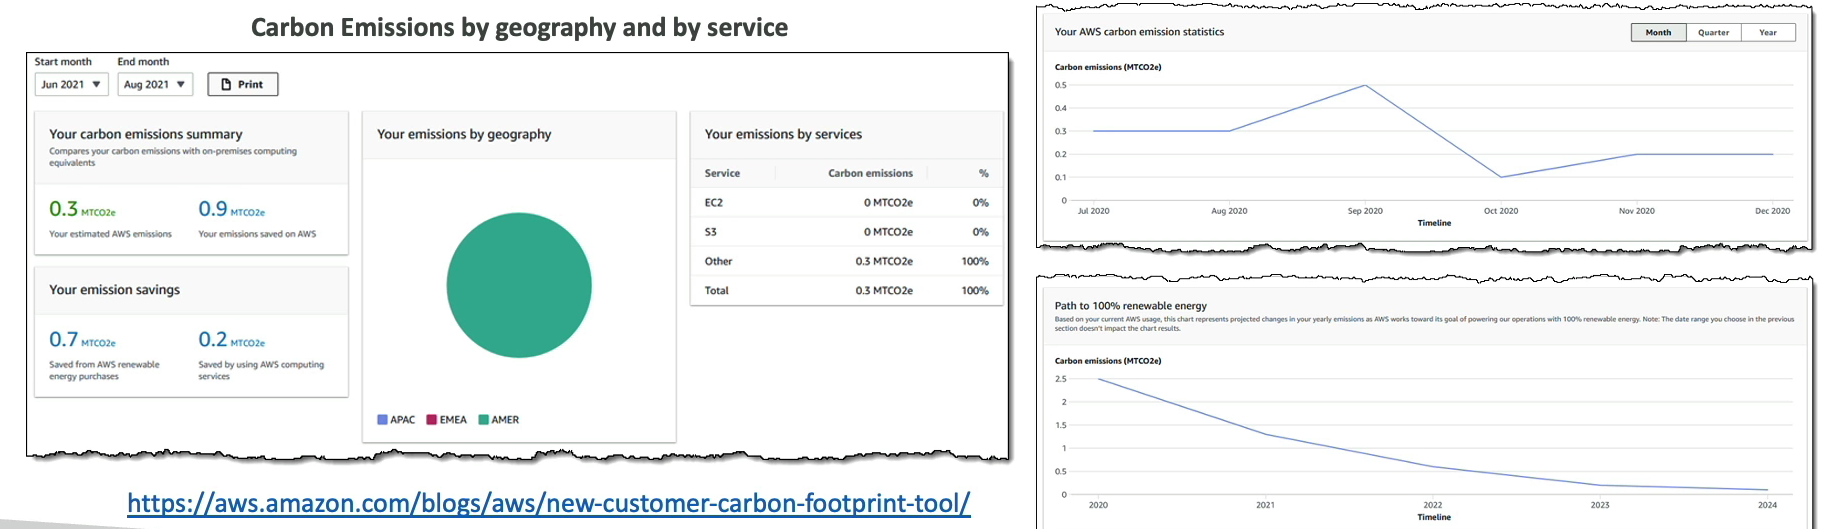 Carbon Emissions by geography and by service
Start month
End month
Jun 2021
Aug 2021
Print
Your carbon emissions summary
Compares your carbon emissions with on-premises computing
equivalents
0.3 MTCO2e
0.9 MTCO2e
Your estimated AWS emissions
Your emissions saved on AWS
Your emission savings
0.7 MTCO2e
0.2 MTCO2e
Saved from AWS renewable
energy purchases
Saved by using AWS computing
services
Your emissions by geography
APAC
EMEA
AMER
Your emissions by services
Service Carbon emissions %
EC2 0 MTCO2e 0%
S3 0 MTCO2e 0%
Other 0.3 MTCO2e 100%
Total 0.3 MTCO2e 100%
https://aws.amazon.com/blogs/aws/new-customer-carbon-footprint-tool/
Your AWS carbon emission statistics
Month
Quarter
Year
Carbon emissions (MTCO2e)
0.5
0.4
0.3
0.2
0.1
0
Jul 2020
Aug 2020
Sep 2020
Oct 2020
Nov 2020
Dec 2020
Timeline
Path to 100% renewable energy
Based on your current AWS usage, this chart represents projected changes in your yearly emissions as AWS works toward its goal of powering our operations with 100% renewable energy. Note: The date range you choose in the previous
section doesn't impact the chart results.
Carbon emissions (MTCO2e)
2.5
2
1.5
1
0.5
0
2020
2021
2022
2023
2024
Timeline